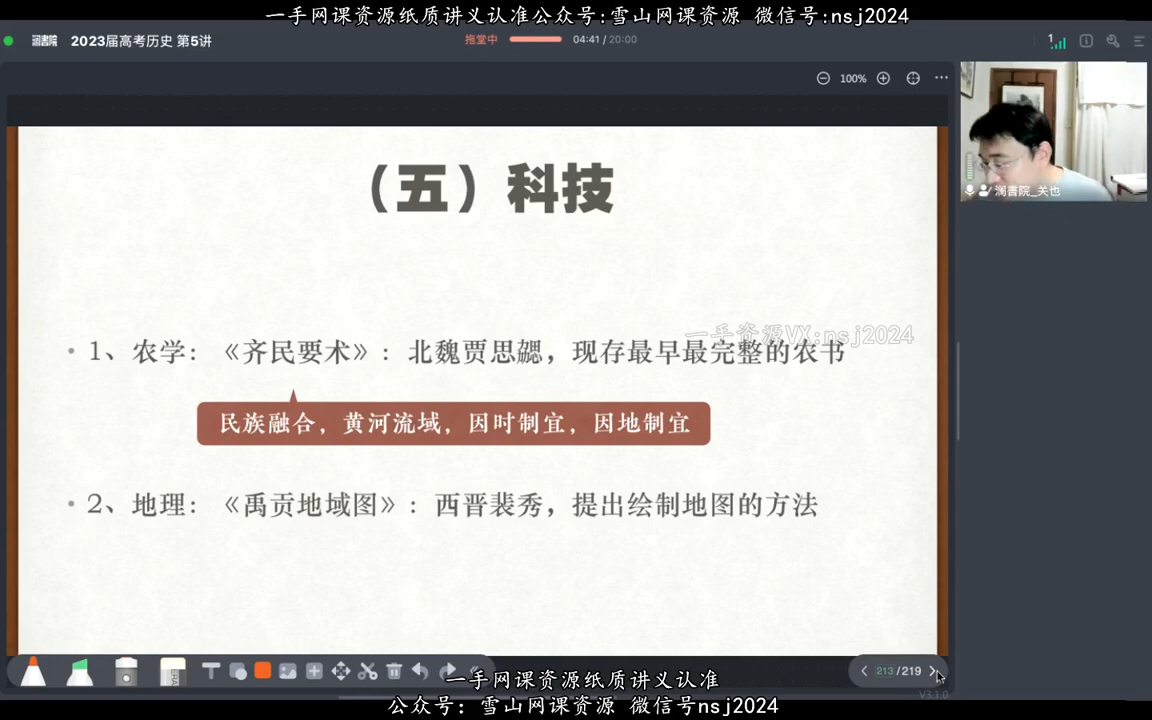 一手网课资源纸质讲义认准公众号:雪山网课资源 微信号:nsj2024
澜書院 2023届高考历史 第5讲
拖堂中 04:41 / 20:00
1
100%
澜書院_关也
（五）科技
一手资源VX:nsj2024
• 1、农学：《齐民要术》：北魏贾思勰，现存最早最完整的农书
民族融合，黄河流域，因时制宜，因地制宜
• 2、地理：《禹贡地域图》：西晋裴秀，提出绘制地图的方法
213 / 219
一手网课资源纸质讲义认准
V3.1.0
公众号：雪山网课资源 微信号nsj2024